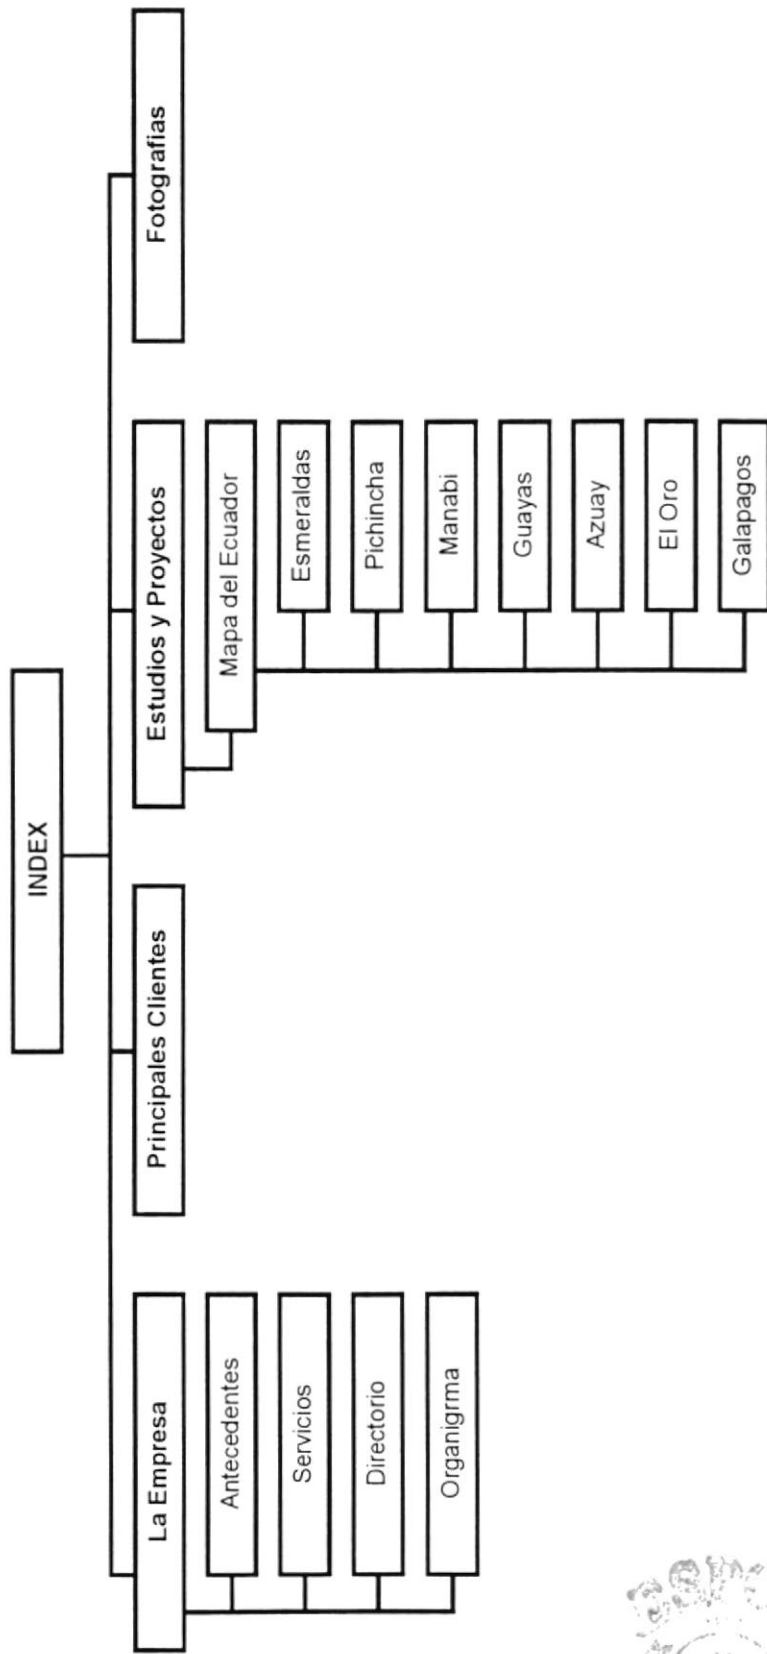 INDEX
La Empresa
Antecedentes
Servicios
Directorio
Organigrma
Principales Clientes
Estudios y Proyectos
Mapa del Ecuador
Esmeraldas
Pichincha
Manabi
Guayas
Azuay
El Oro
Galapagos
Fotografias